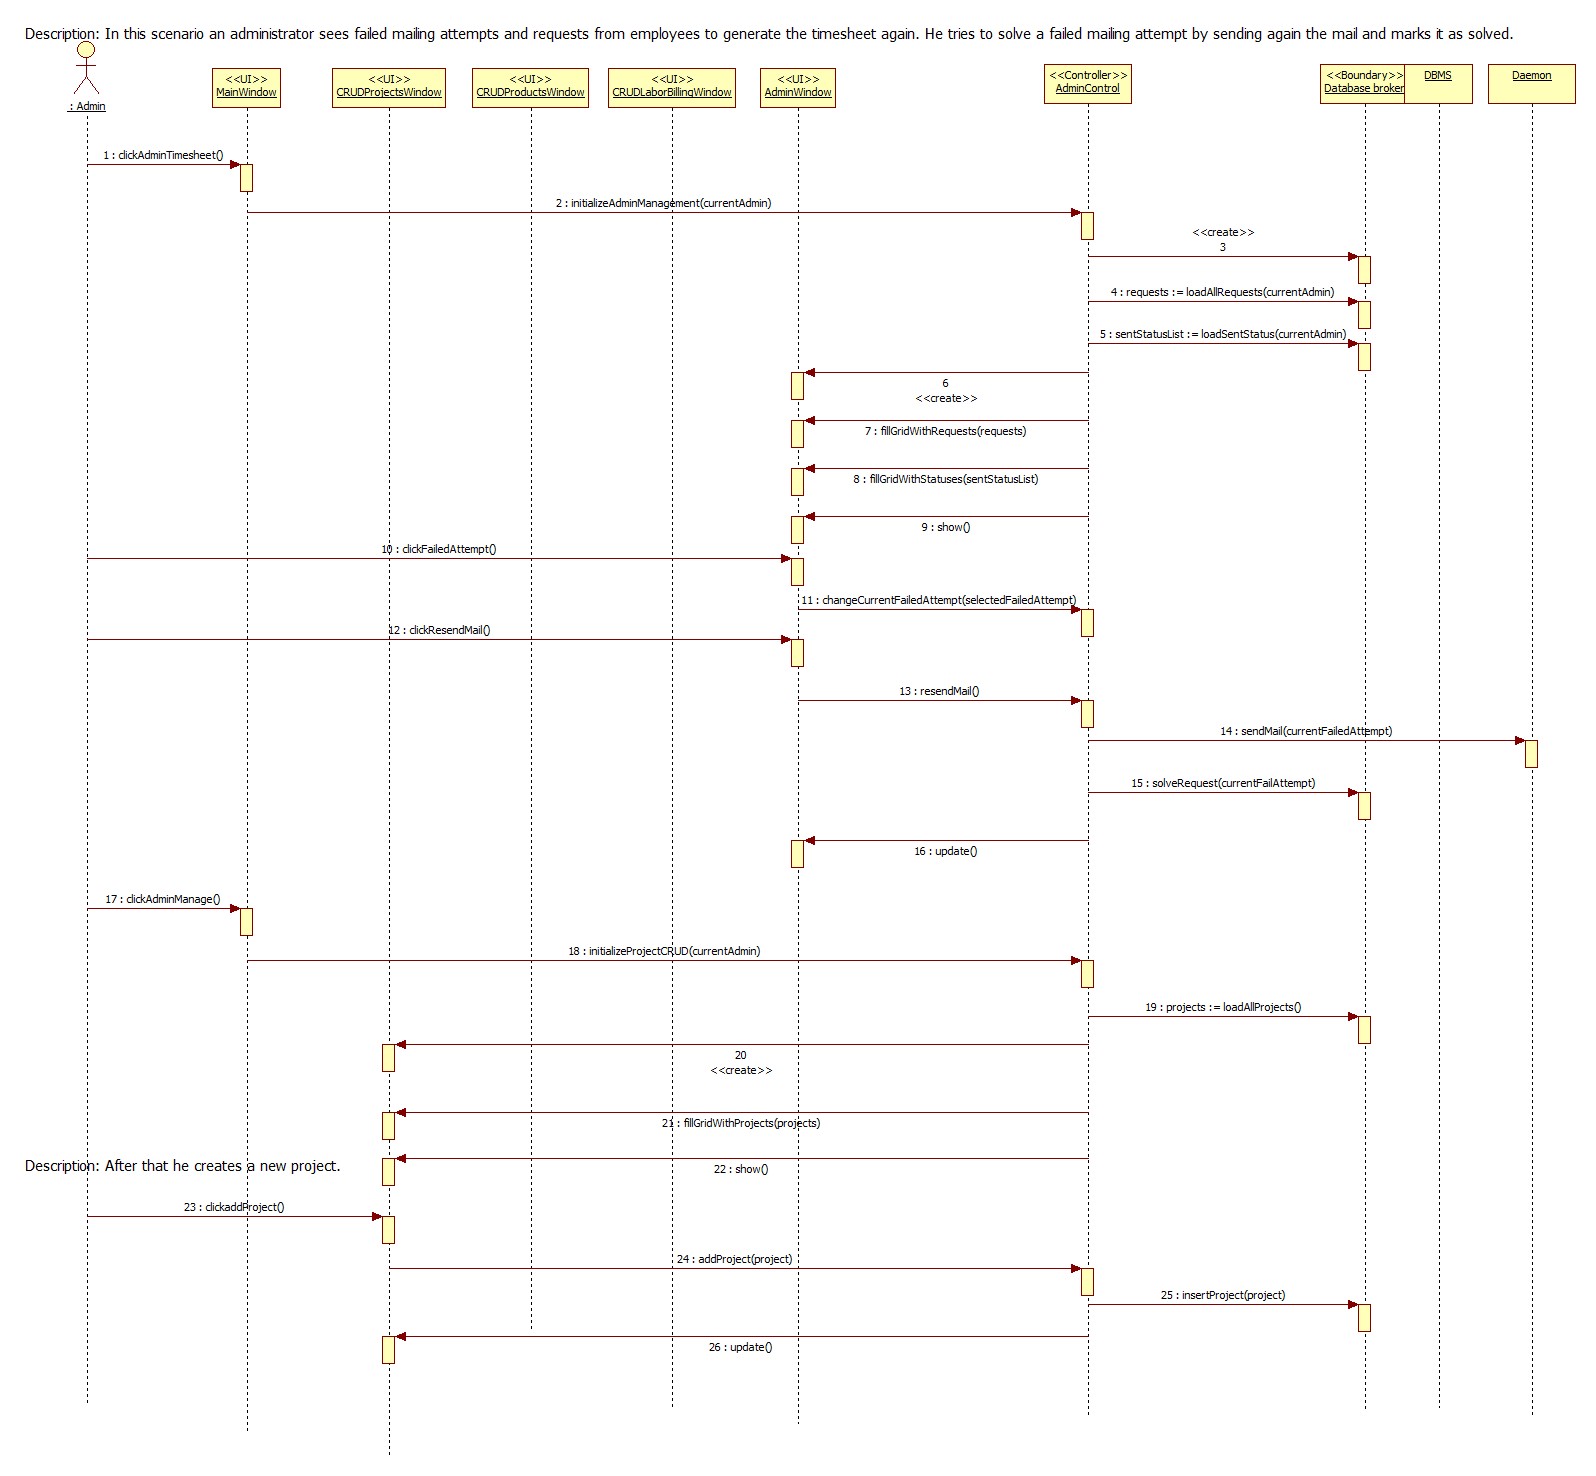 Description: In this scenario an administrator sees failed mailing attempts and requests from employees to generate the timesheet again. He tries to solve a failed mailing attempt by sending again the mail and marks it as solved.
: Admin
<<UI>>
MainWindow
<<UI>>
CRUDProjectsWindow
<<UI>>
CRUDProductsWindow
<<UI>>
CRUDLaborBillingWindow
<<UI>>
AdminWindow
<<Controller>>
AdminControl
<<Boundary>>
Database broker
DBMS
Daemon
1 : clickAdminTimesheet()
2 : initializeAdminManagement(currentAdmin)
<<create>>
3
4 : requests := loadAllRequests(currentAdmin)
5 : sentStatusList := loadSentStatus(currentAdmin)
6
<<create>>
7 : fillGridWithRequests(requests)
8 : fillGridWithStatuses(sentStatusList)
9 : show()
10 : clickFailedAttempt()
11 : changeCurrentFailedAttempt(selectedFailedAttempt)
12 : clickResendMail()
13 : resendMail()
14 : sendMail(currentFailedAttempt)
15 : solveRequest(currentFailAttempt)
16 : update()
17 : clickAdminManage()
18 : initializeProjectCRUD(currentAdmin)
19 : projects := loadAllProjects()
20
<<create>>
21 : fillGridWithProjects(projects)
Description: After that he creates a new project.
22 : show()
23 : clickaddProject()
24 : addProject(project)
25 : insertProject(project)
26 : update()